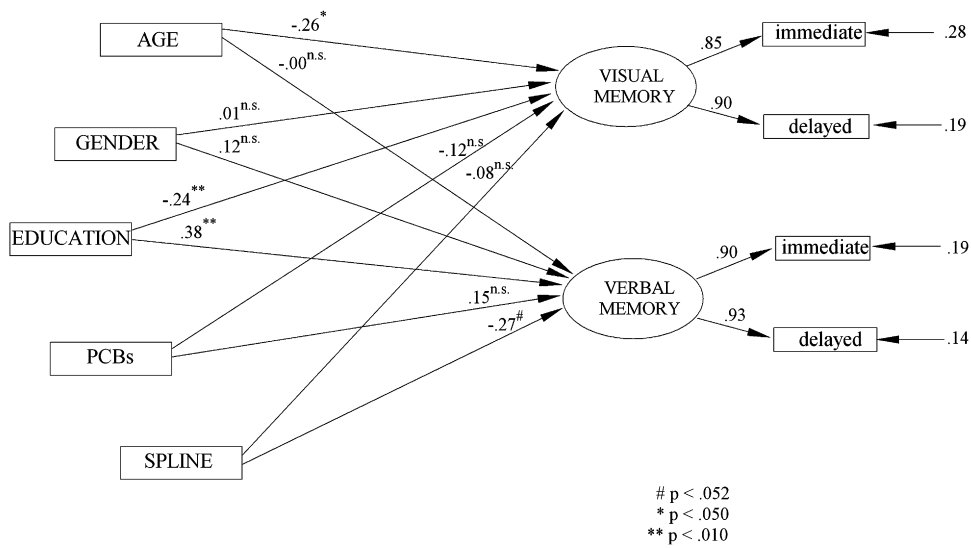 AGE
-.26*
-.00n.s.
VISUAL
MEMORY
.85
immediate
.28
.90
delayed
.19
GENDER
.01n.s.
.12n.s.
-.12n.s
-.08n.s.
EDUCATION
-.24**
.38**
VERBAL
MEMORY
.90
immediate
.19
.93
delayed
.14
PCBs
.15n.s.
-.27#
SPLINE
# p < .052
* p < .050
** p < .010